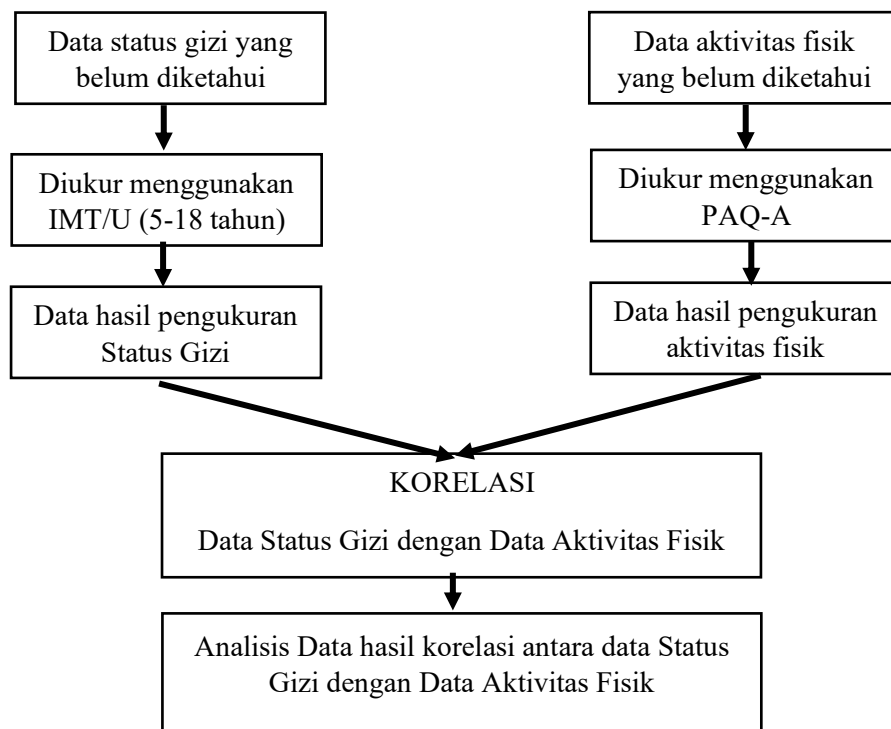 Data status gizi yang
belum diketahui
Data aktivitas fisik
yang belum diketahui
Diukur menggunakan
IMT/U (5-18 tahun)
Diukur menggunakan
PAQ-A
Data hasil pengukuran
Status Gizi
Data hasil pengukuran
aktivitas fisik
KORELASI
Data Status Gizi dengan Data Aktivitas Fisik
Analisis Data hasil korelasi antara data Status
Gizi dengan Data Aktivitas Fisik